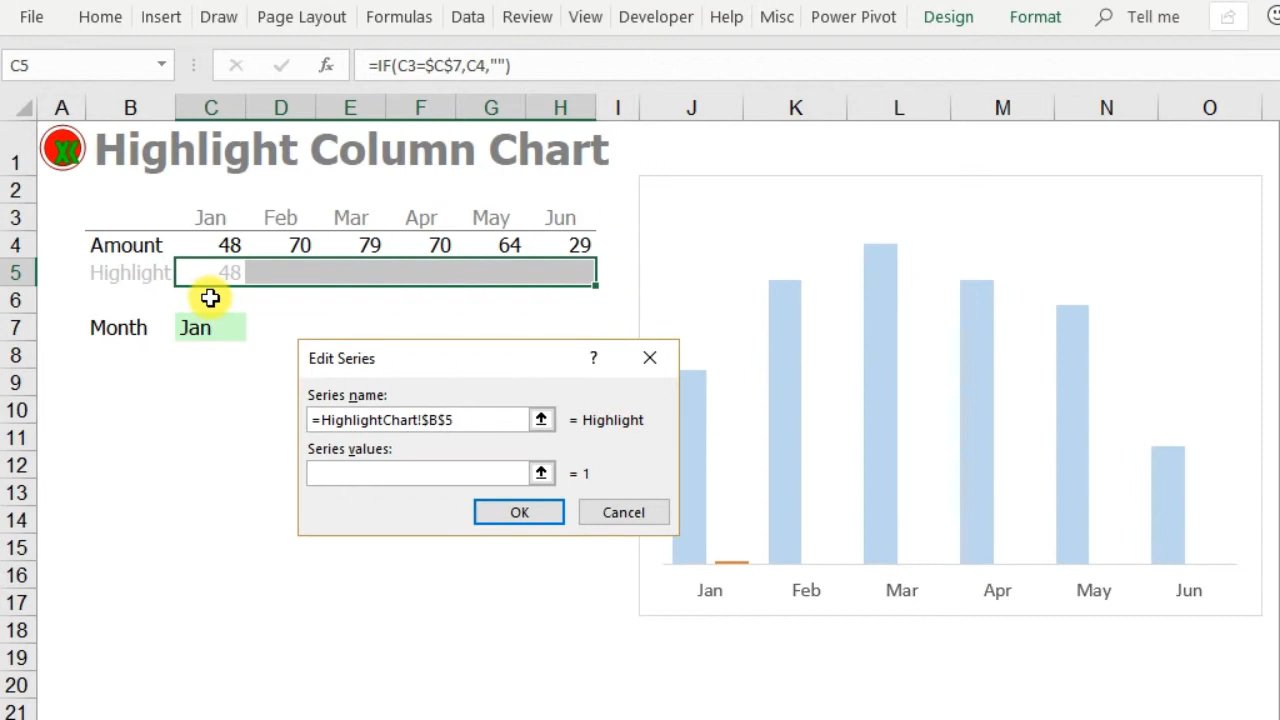 File Home Insert Draw Page Layout Formulas Data Review View Developer Help Misc Power Pivot Design Format Tell me
C5 fx =IF(C3=$C$7,C4,"")
A B C D E F G H I J K L M N O
1 Highlight Column Chart
2
3 Jan Feb Mar Apr May Jun
4 Amount 48 70 79 70 64 29
5 Highlight 48
6
7 Month Jan
8
9
10
11
12
13
14
15
16
17
18
19
20
21
Edit Series ?
Series name:
=HighlightChart!$B$5 = Highlight
Series values:
= 1
OK Cancel
Jan Feb Mar Apr May Jun